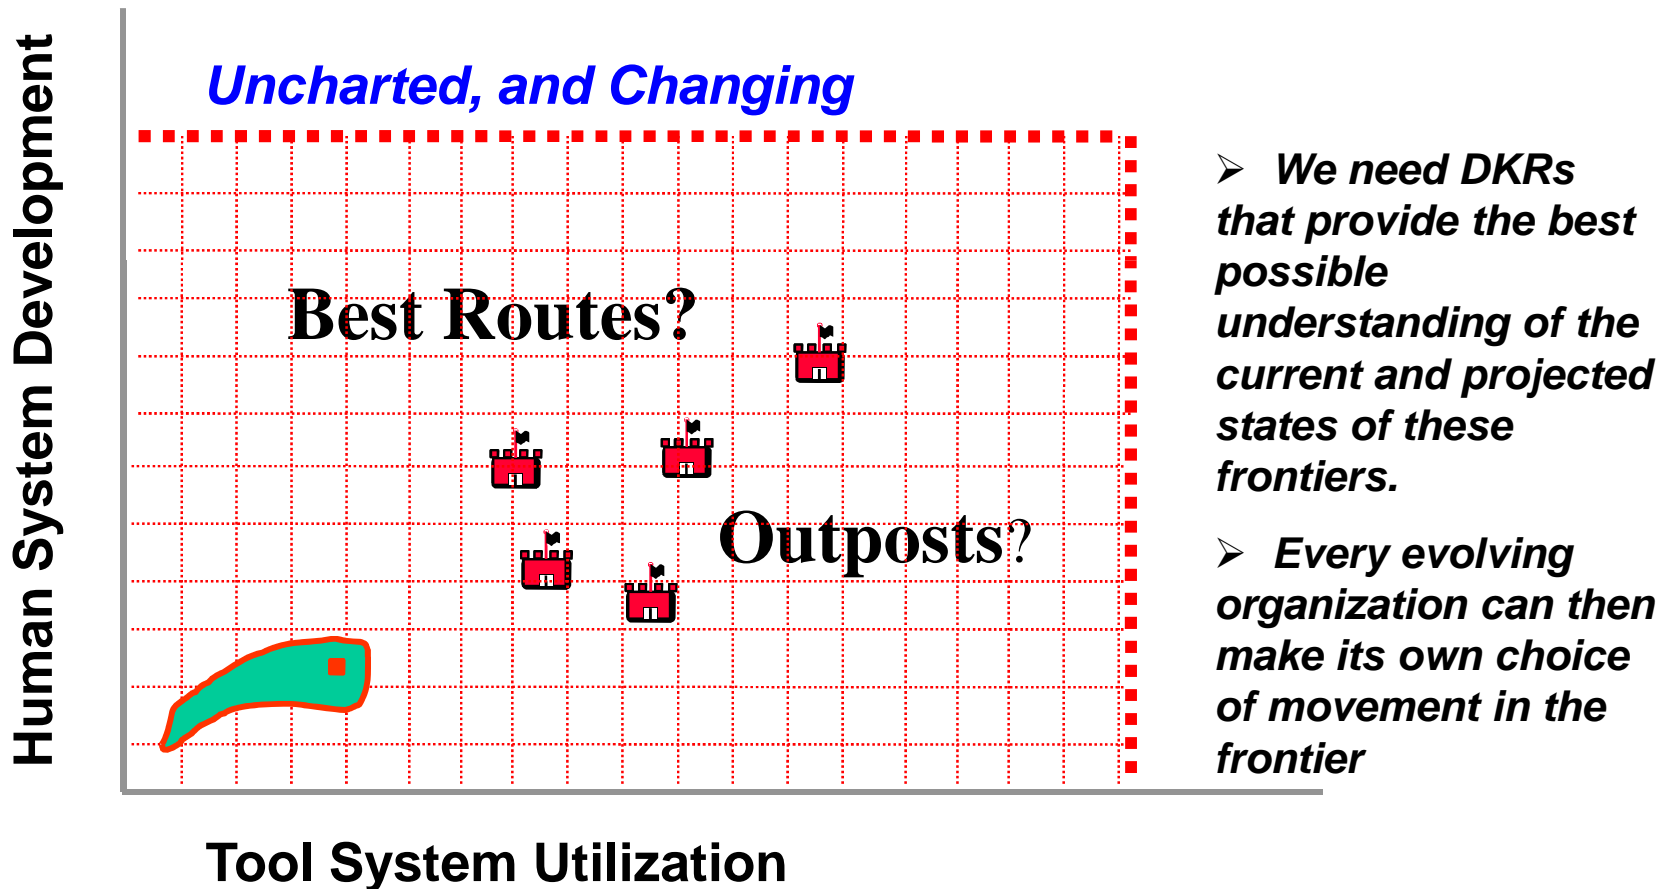 Human System Development
Uncharted, and Changing
Best Routes?
Outposts?
Tool System Utilization
➢ We need DKRs
that provide the best
possible
understanding of the
current and projected
states of these
frontiers.
➢ Every evolving
organization can then
make its own choice
of movement in the
frontier